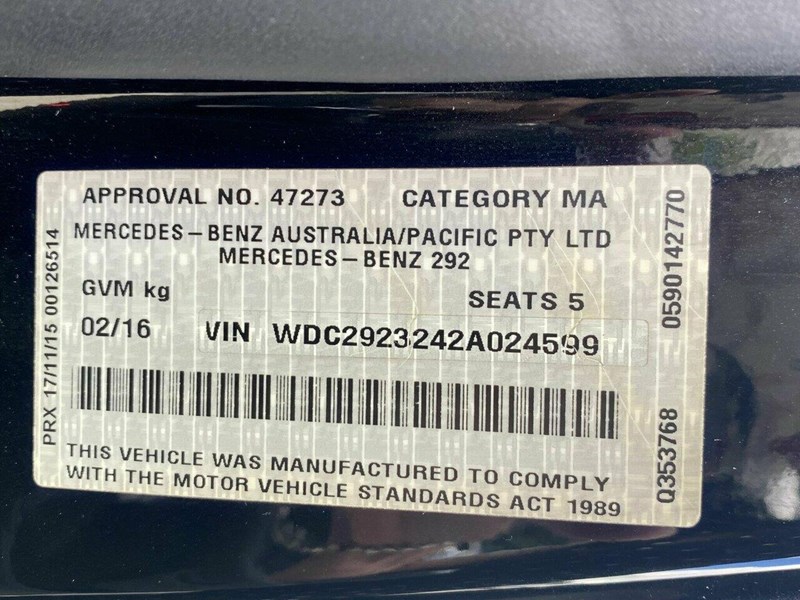 APPROVAL NO. 47273 CATEGORY MA
MERCEDES-BENZ AUSTRALIA/PACIFIC PTY LTD
MERCEDES-BENZ 292
GVM kg SEATS 5
02/16 VIN WDC2923242A024599
THIS VEHICLE WAS MANUFACTURED TO COMPLY
WITH THE MOTOR VEHICLE STANDARDS ACT 1989
PRX 17/11/15 00126514
0590142770
Q353768